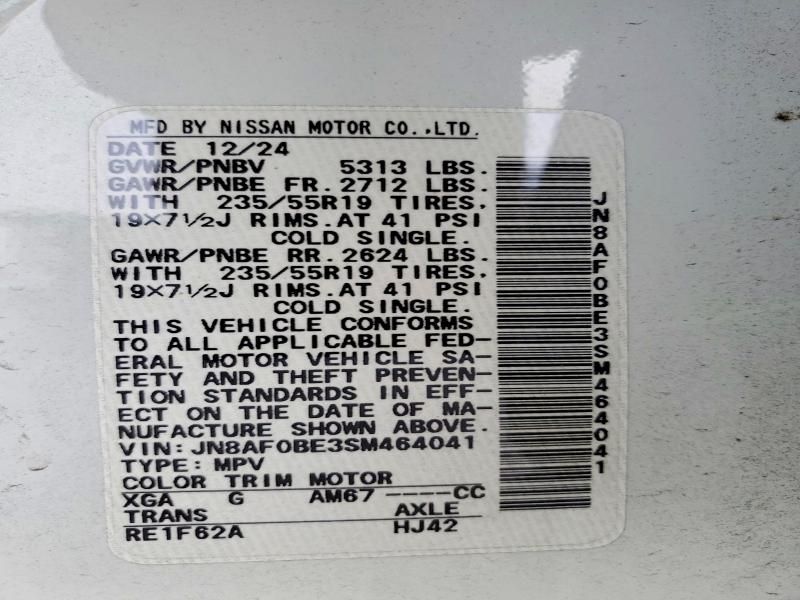 MFD BY NISSAN MOTOR CO.,LTD.
DATE 12/24
GVWR/PNBV 5313 LBS.
GAWR/PNBE FR. 2712 LBS.
WITH 235/55R19 TIRES.
19×7½J RIMS.AT 41 PSI
COLD SINGLE.
GAWR/PNBE RR. 2624 LBS.
WITH 235/55R19 TIRES.
19×7½J RIMS.AT 41 PSI
COLD SINGLE.
THIS VEHICLE CONFORMS
TO ALL APPLICABLE FED-
ERAL MOTOR VEHICLE SA-
FETY AND THEFT PREVEN-
TION STANDARDS IN EFF-
ECT ON THE DATE OF MA-
NUFACTURE SHOWN ABOVE.
VIN:JN8AF0BE3SM464041
TYPE:MPV
COLOR TRIM MOTOR
XGA G AM67 ----CC
TRANS AXLE
RE1F62A HJ42
JN8AF0BE3SM464041